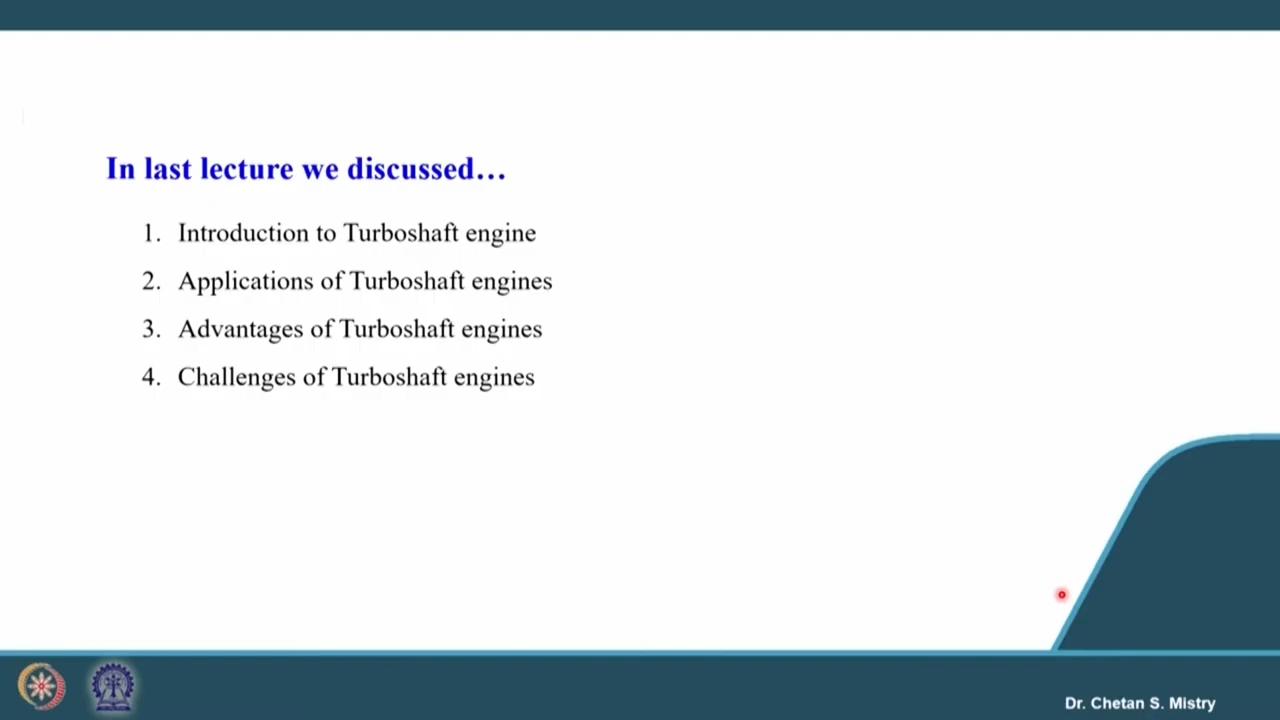 In last lecture we discussed…
1. Introduction to Turboshaft engine
2. Applications of Turboshaft engines
3. Advantages of Turboshaft engines
4. Challenges of Turboshaft engines
Dr. Chetan S. Mistry